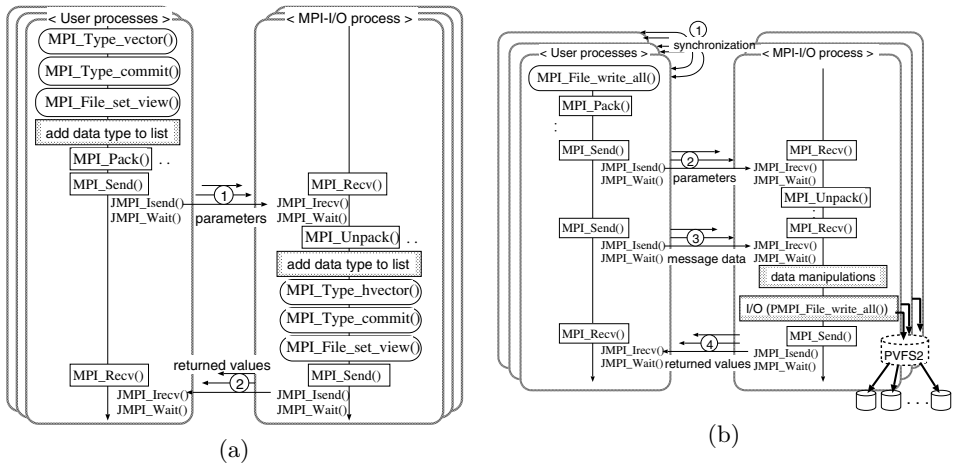 < User processes >
MPI_Type_vector()
MPI_Type_commit()
MPI_File_set_view()
add data type to list
MPI_Pack() . .
MPI_Send()
JMPI_Isend()
JMPI_Wait()
1
parameters
< MPI-I/O process >
MPI_Recv()
JMPI_Irecv()
JMPI_Wait()
MPI_Unpack() . .
add data type to list
MPI_Type_hvector()
MPI_Type_commit()
MPI_File_set_view()
returned values
2
MPI_Recv()
JMPI_Irecv()
JMPI_Wait()
MPI_Send()
JMPI_Isend()
JMPI_Wait()
(a)
1
synchronization
< User processes >
MPI_File_write_all()
MPI_Pack()
:
MPI_Send()
JMPI_Isend()
JMPI_Wait()
2
parameters
< MPI-I/O process >
MPI_Recv()
JMPI_Irecv()
JMPI_Wait()
MPI_Unpack()
:
MPI_Send()
JMPI_Isend()
JMPI_Wait()
3
message data
MPI_Recv()
JMPI_Irecv()
JMPI_Wait()
data manipulations
I/O (PMPI_File_write_all())
MPI_Recv()
JMPI_Irecv()
JMPI_Wait()
4
returned values
MPI_Send()
JMPI_Isend()
JMPI_Wait()
PVFS2
. . .
(b)